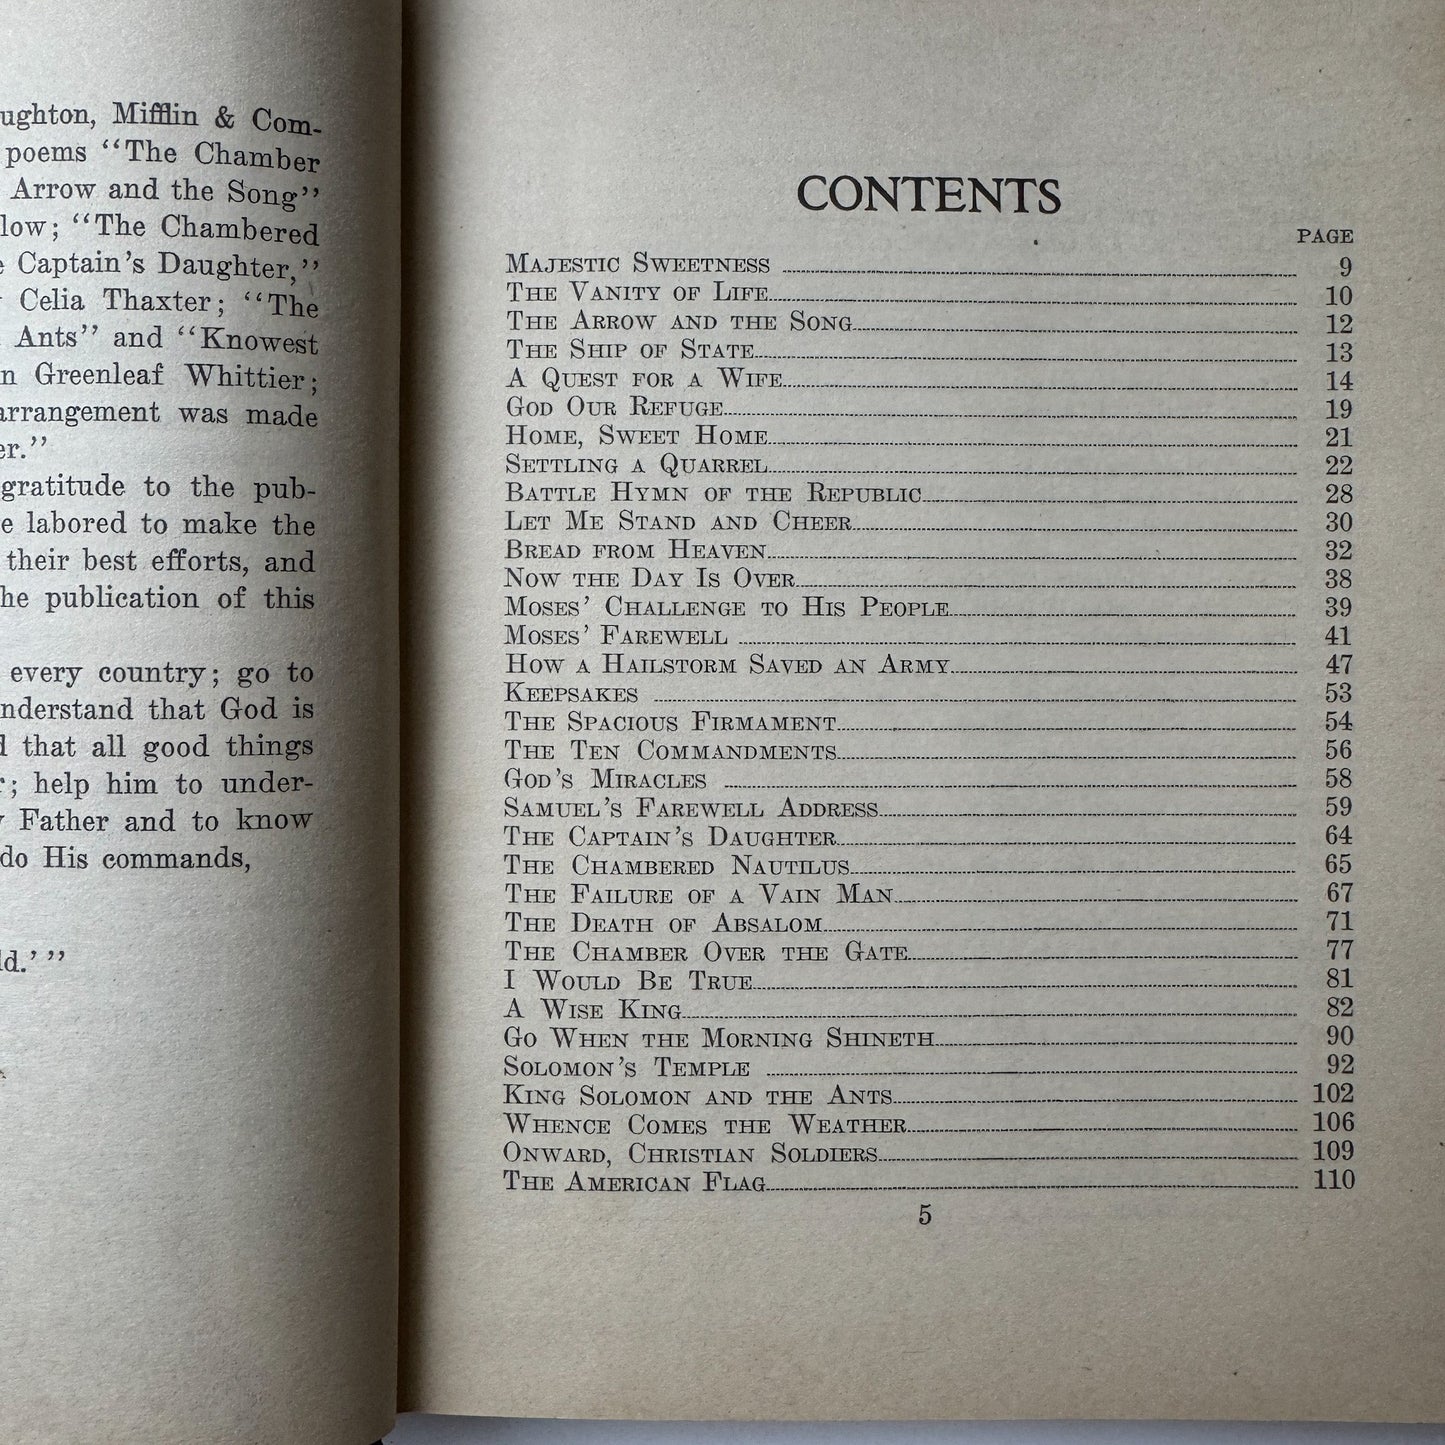 ughton, Mifflin & Com-
poems “The Chamber
Arrow and the Song”
low; “The Chambered
Captain's Daughter,”
Celia Thaxter; “The
Ants” and “Knowest
n Greenleaf Whittier;
arrangement was made
er.”
gratitude to the pub-
e labored to make the
their best efforts, and
he publication of this
every country; go to
nderstand that God is
d that all good things
r; help him to under-
y Father and to know
do His commands,
ld.’ ”
CONTENTS
PAGE
Majestic Sweetness 9
The Vanity of Life 10
The Arrow and the Song 12
The Ship of State 13
A Quest for a Wife 14
God Our Refuge 19
Home, Sweet Home 21
Settling a Quarrel 22
Battle Hymn of the Republic 28
Let Me Stand and Cheer 30
Bread from Heaven 32
Now the Day Is Over 38
Moses' Challenge to His People 39
Moses' Farewell 41
How a Hailstorm Saved an Army 47
Keepsakes 53
The Spacious Firmament 54
The Ten Commandments 56
God's Miracles 58
Samuel's Farewell Address 59
The Captain's Daughter 64
The Chambered Nautilus 65
The Failure of a Vain Man 67
The Death of Absalom 71
The Chamber Over the Gate 77
I Would Be True 81
A Wise King 82
Go When the Morning Shineth 90
Solomon's Temple 92
King Solomon and the Ants 102
Whence Comes the Weather 106
Onward, Christian Soldiers 109
The American Flag 110
5